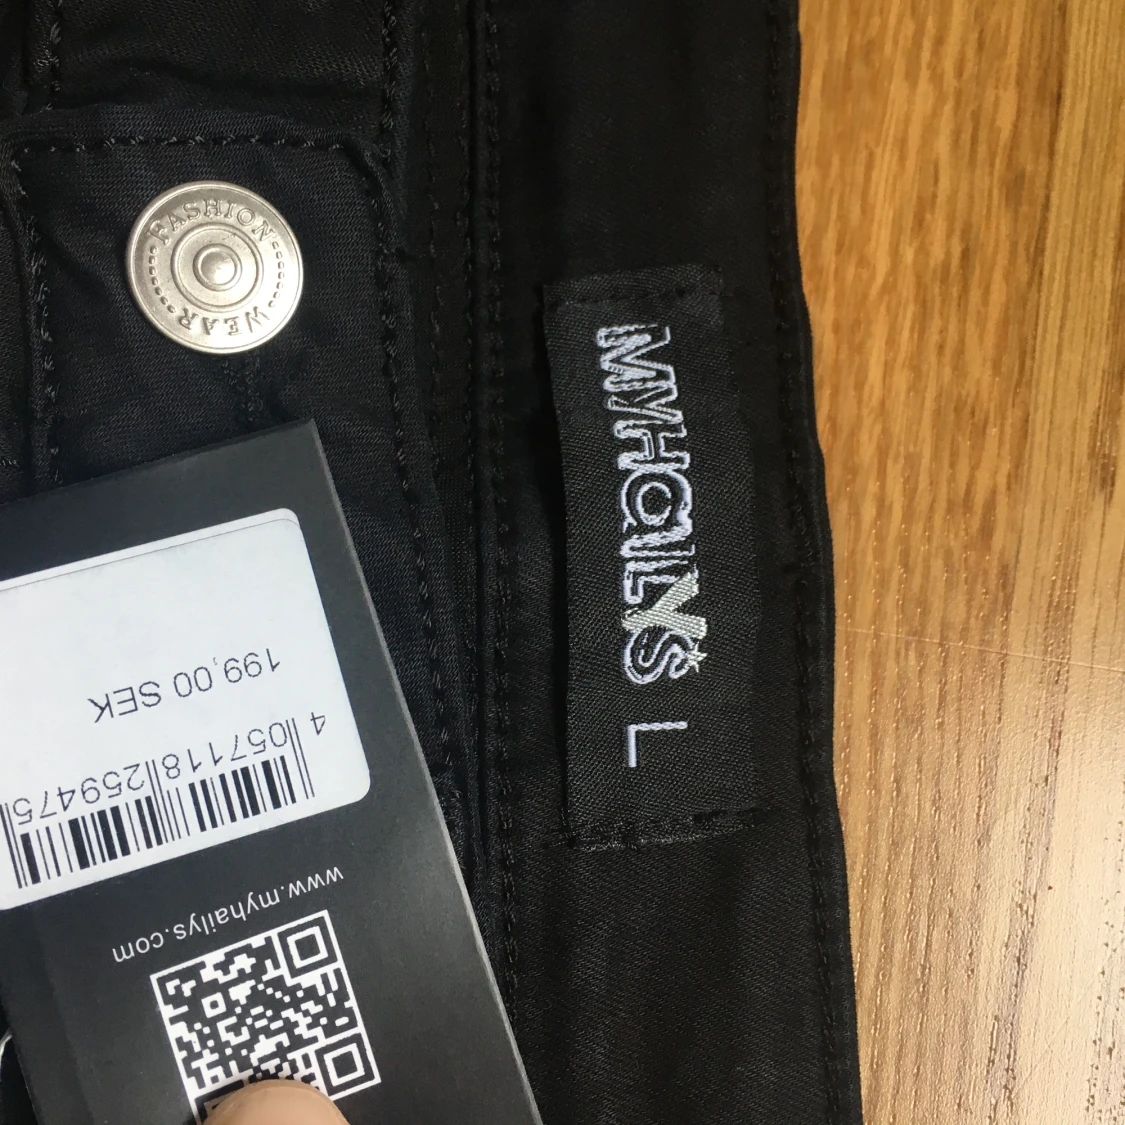 FASHION
WEAR
MYHAILYS L
199,00 SEK
4 057118 259475
www.myhailys.com